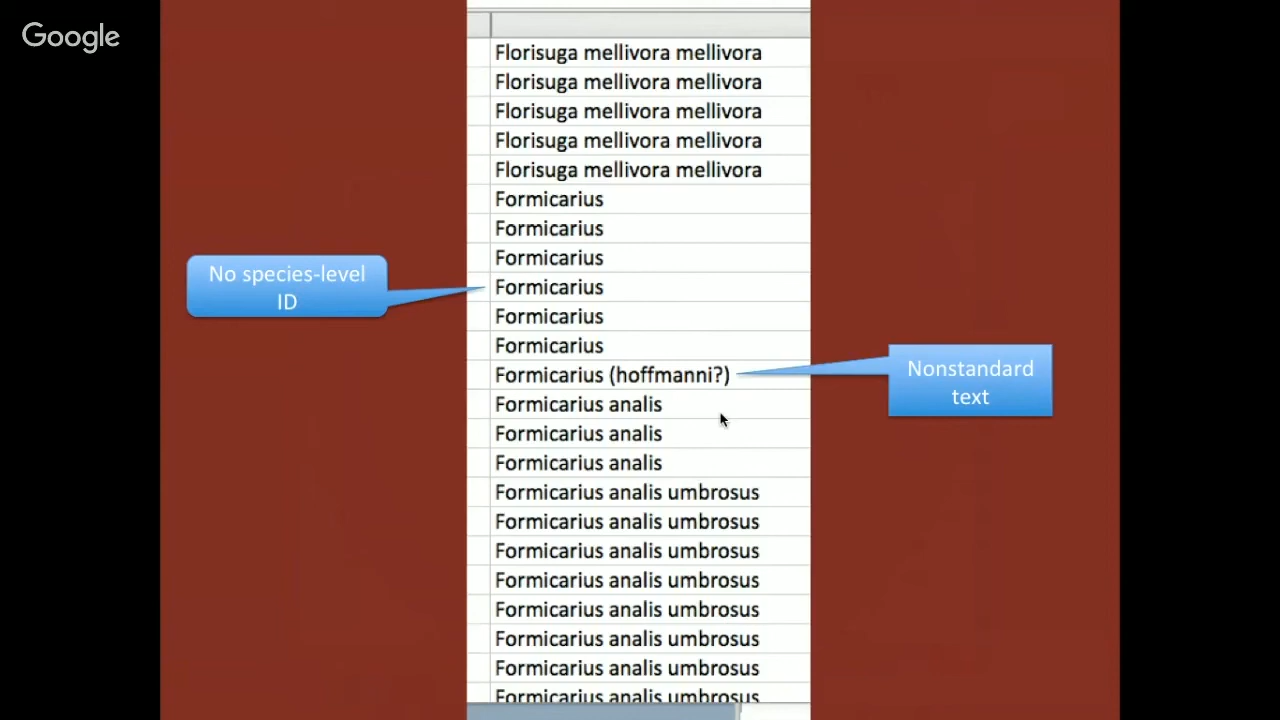 Google
Florisuga mellivora mellivora
Florisuga mellivora mellivora
Florisuga mellivora mellivora
Florisuga mellivora mellivora
Florisuga mellivora mellivora
Formicarius
Formicarius
Formicarius
No species-level
ID
Formicarius
Formicarius
Formicarius
Formicarius (hoffmanni?)
Nonstandard
text
Formicarius analis
Formicarius analis
Formicarius analis
Formicarius analis umbrosus
Formicarius analis umbrosus
Formicarius analis umbrosus
Formicarius analis umbrosus
Formicarius analis umbrosus
Formicarius analis umbrosus
Formicarius analis umbrosus
Formicarius analis umbrosus